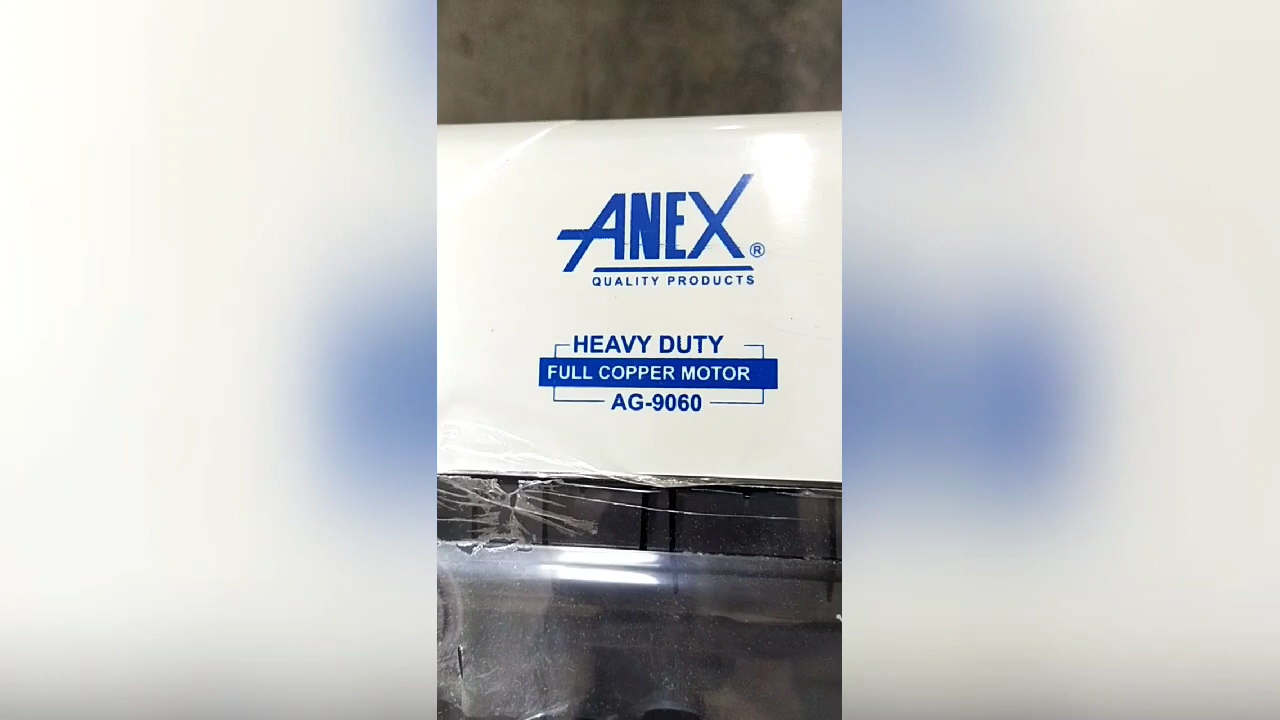 ANEX®
QUALITY PRODUCTS
HEAVY DUTY
FULL COPPER MOTOR
AG-9060